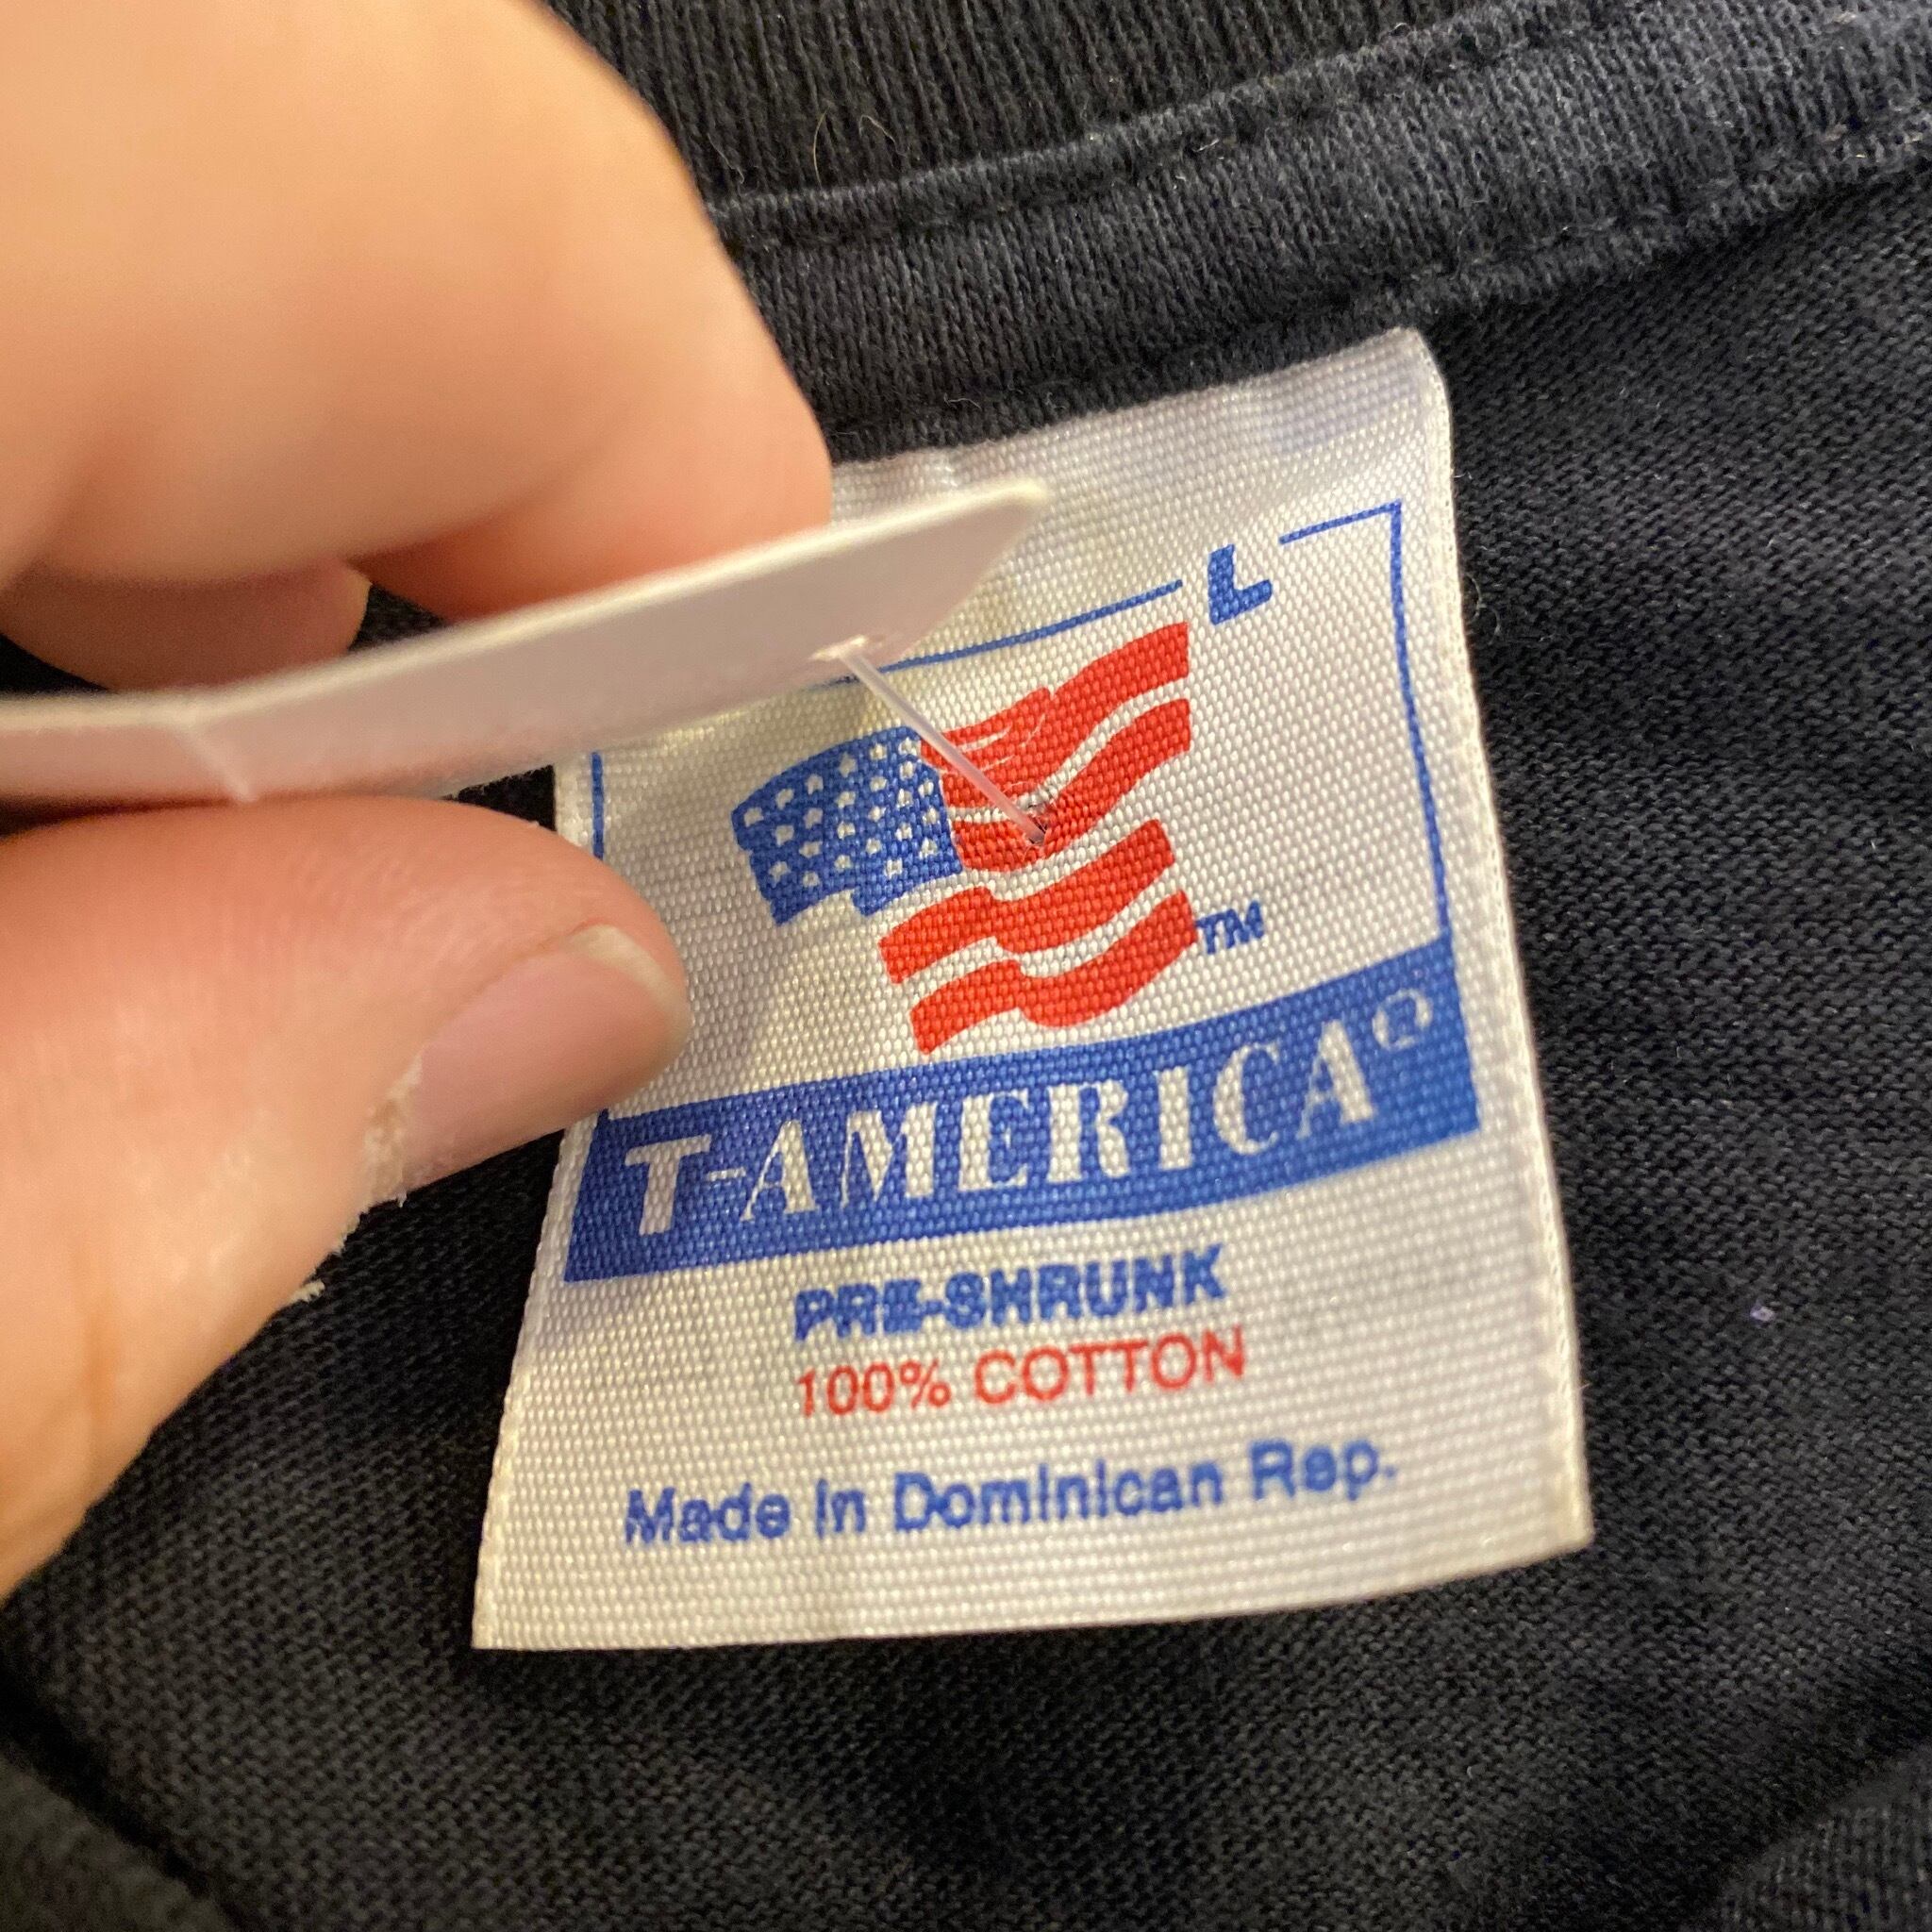 L
TM
T-AMERICA®
PRE-SHRUNK
100% COTTON
Made in Dominican Rep.